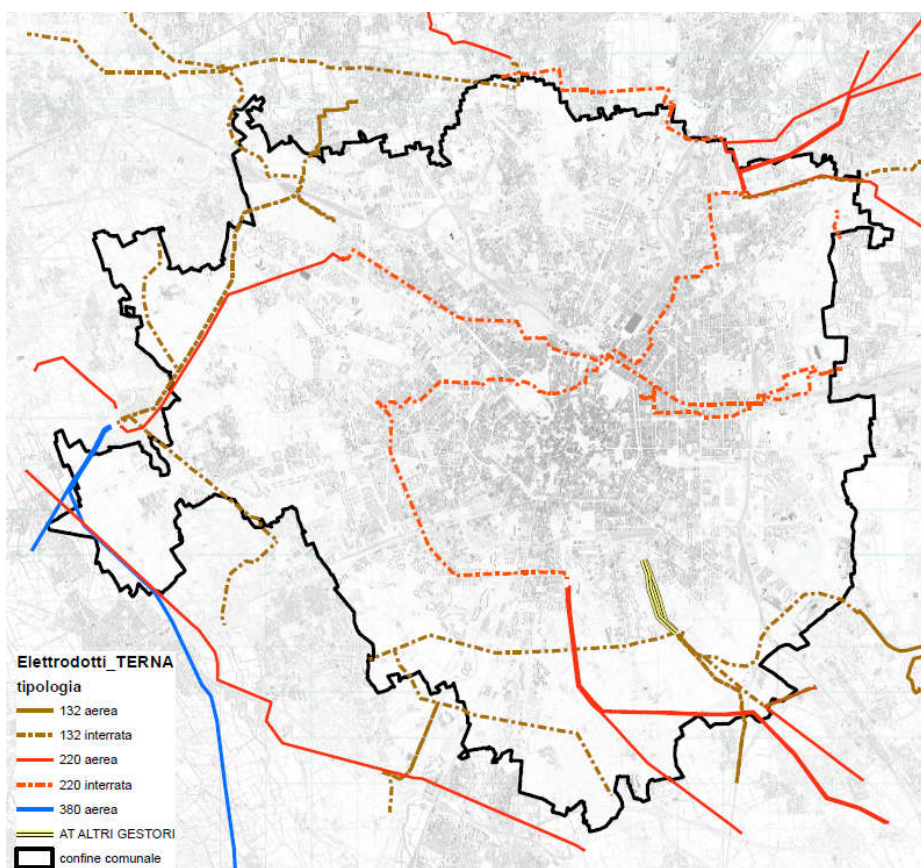 Elettrodotti_TERNA
tipologia
132 aerea
132 interrata
220 aerea
220 interrata
380 aerea
AT ALTRI GESTORI
confine comunale